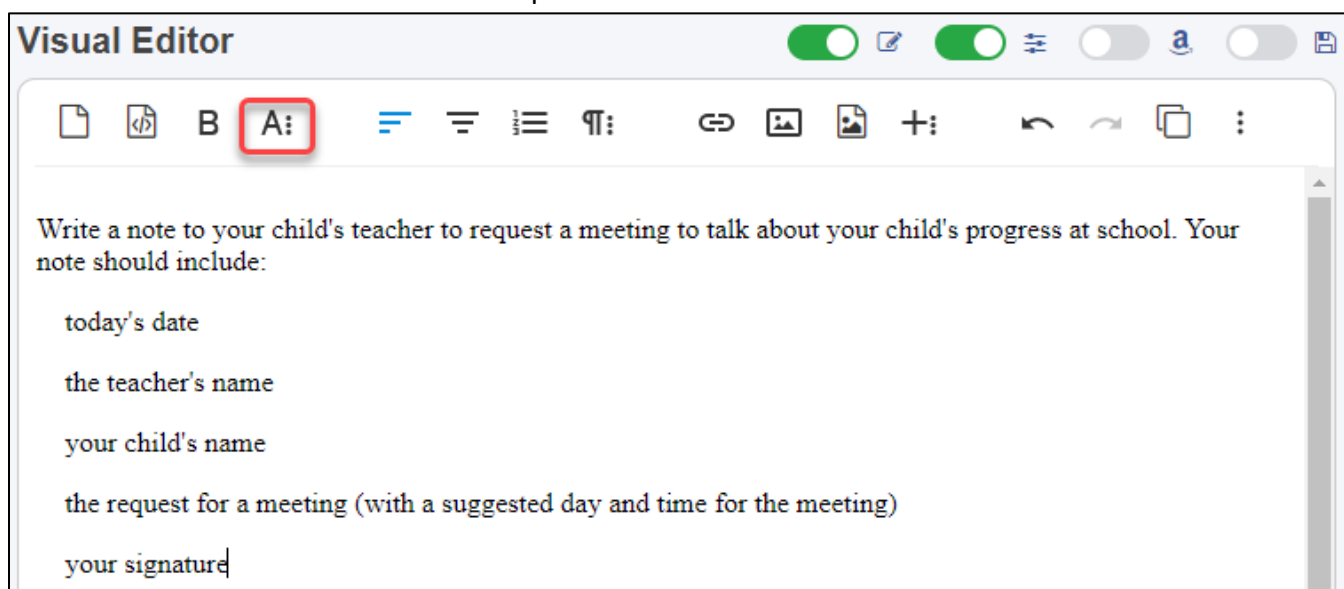 Visual Editor
B A
Write a note to your child's teacher to request a meeting to talk about your child's progress at school. Your
note should include:
today's date
the teacher's name
your child's name
the request for a meeting (with a suggested day and time for the meeting)
your signature